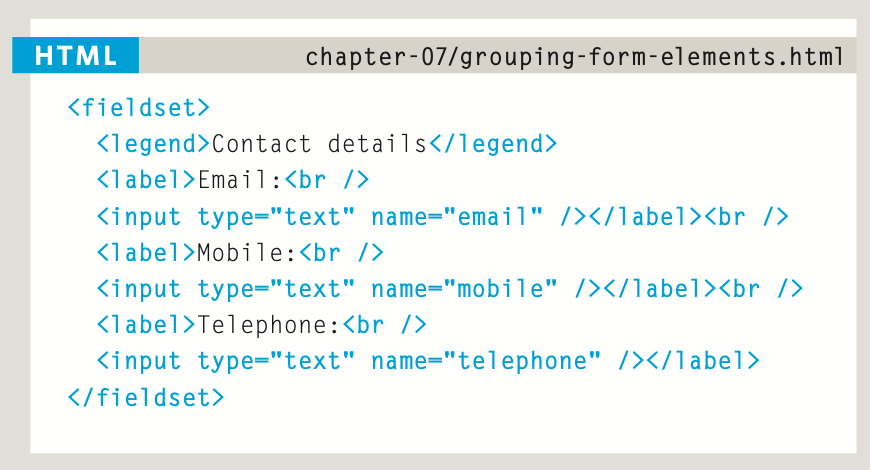 HTML chapter-07/grouping-form-elements.html
<fieldset>
<legend>Contact details</legend>
<label>Email:<br />
<input type="text" name="email" /></label><br />
<label>Mobile:<br />
<input type="text" name="mobile" /></label><br />
<label>Telephone:<br />
<input type="text" name="telephone" /></label>
</fieldset>